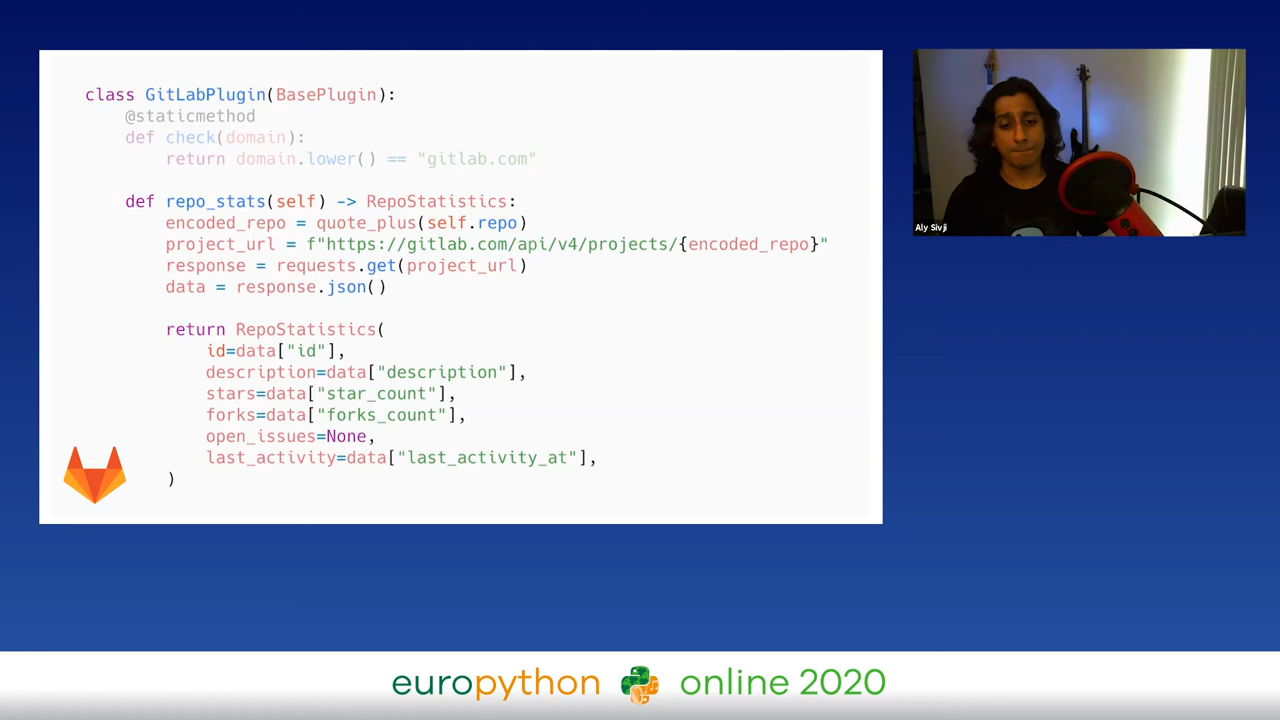 class GitLabPlugin(BasePlugin):
    @staticmethod
    def check(domain):
        return domain.lower() == "gitlab.com"
    def repo_stats(self) -> RepoStatistics:
        encoded_repo = quote_plus(self.repo)
        project_url = f"https://gitlab.com/api/v4/projects/{encoded_repo}"
        response = requests.get(project_url)
        data = response.json()
        return RepoStatistics(
            id=data["id"],
            description=data["description"],
            stars=data["star_count"],
            forks=data["forks_count"],
            open_issues=None,
            last_activity=data["last_activity_at"],
        )
Aly Sivji
europython online 2020